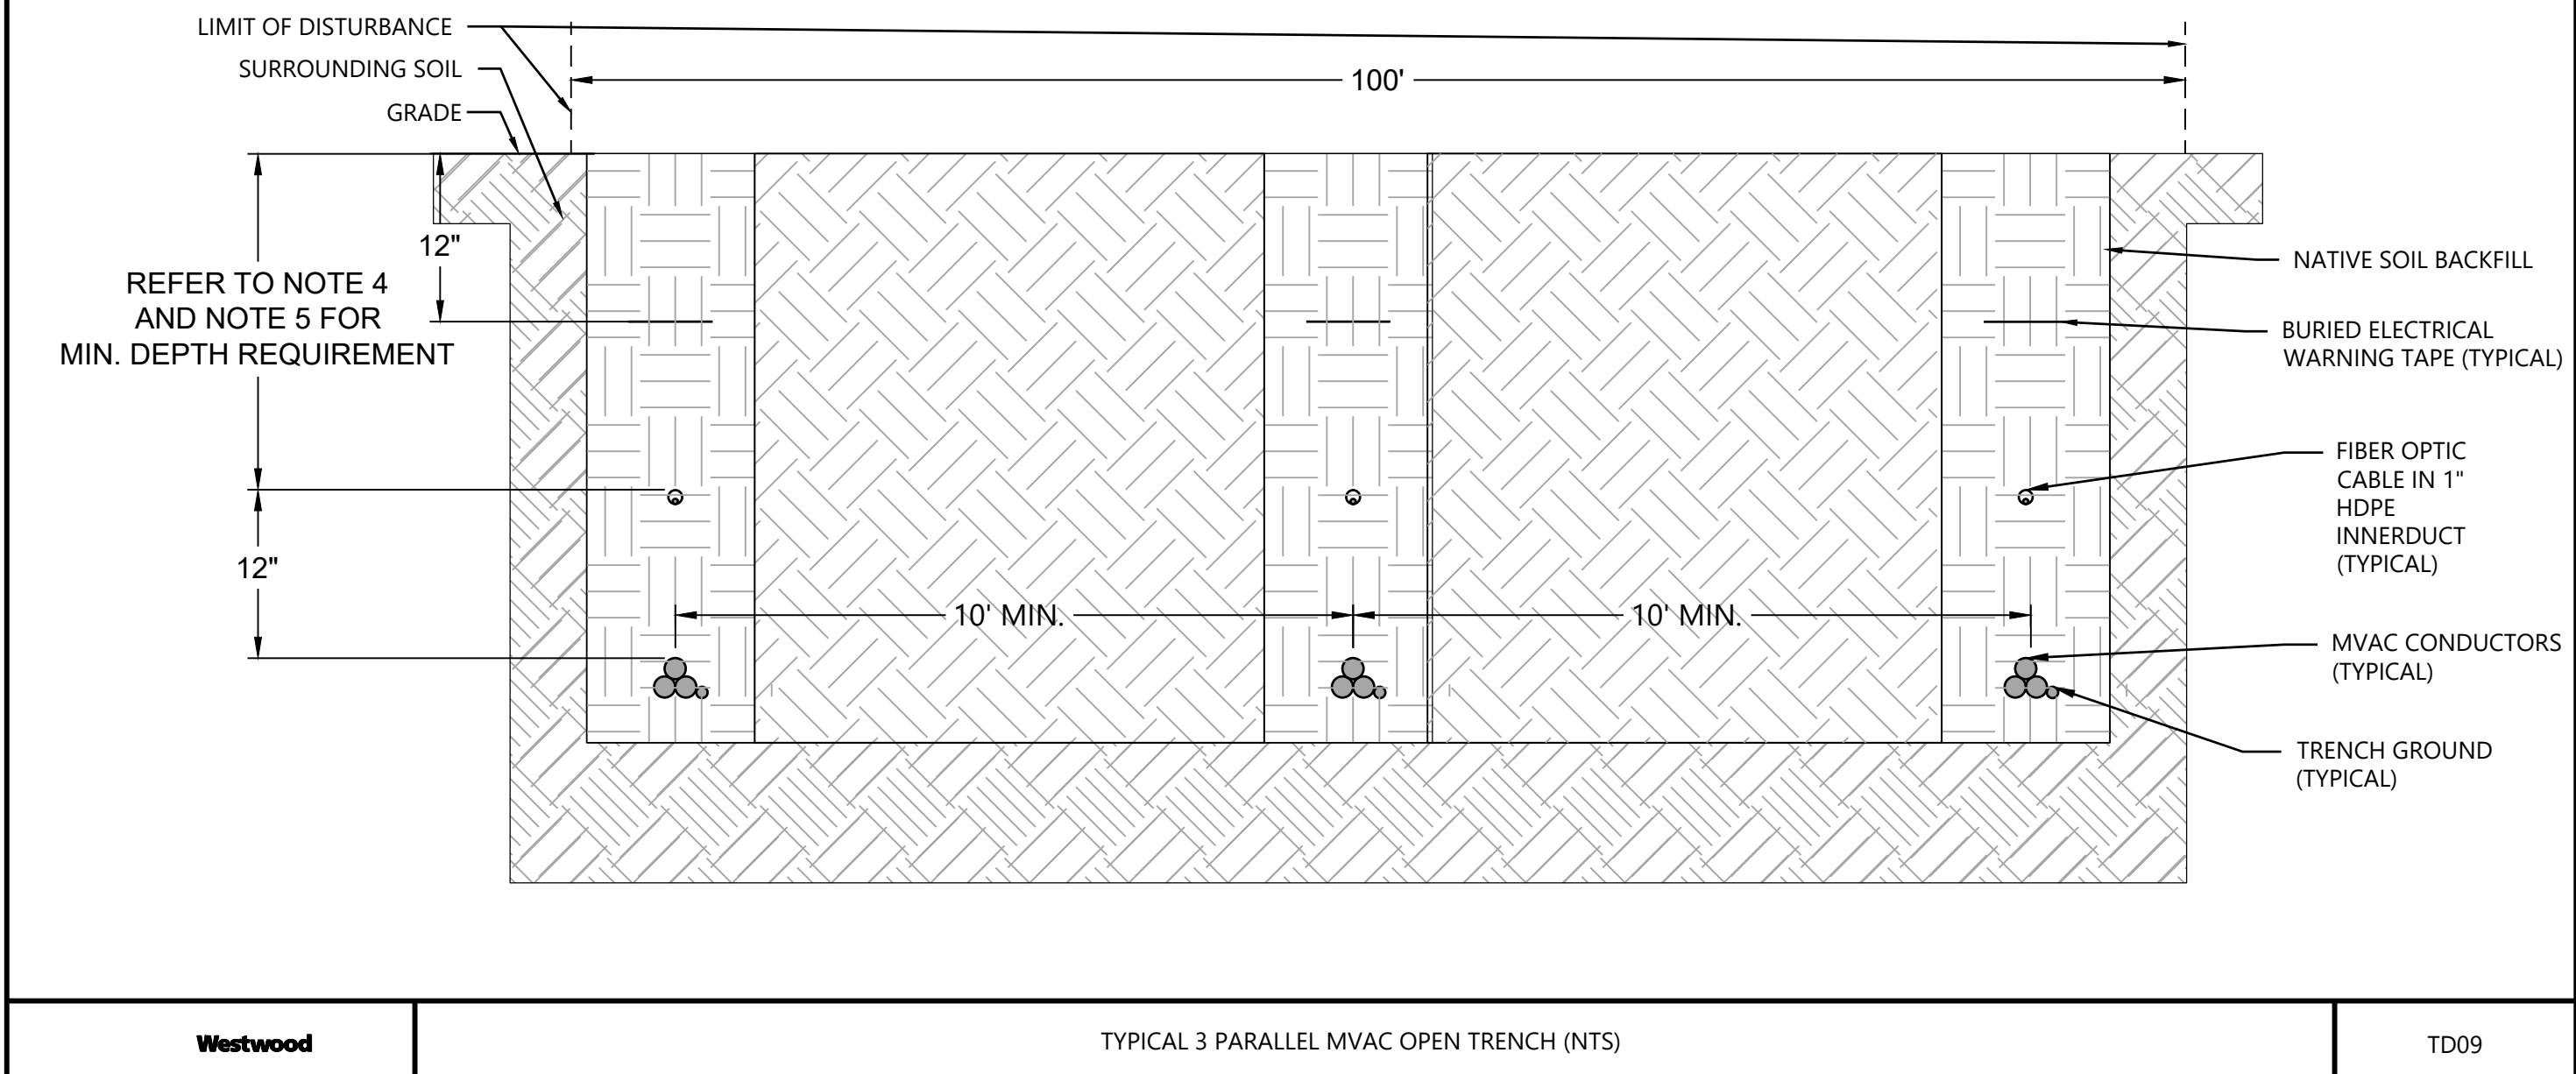 LIMIT OF DISTURBANCE
SURROUNDING SOIL
GRADE
100'
12"
REFER TO NOTE 4
AND NOTE 5 FOR
MIN. DEPTH REQUIREMENT
12"
10' MIN.
10' MIN.
NATIVE SOIL BACKFILL
BURIED ELECTRICAL
WARNING TAPE (TYPICAL)
FIBER OPTIC
CABLE IN 1"
HDPE
INNERDUCT
(TYPICAL)
MVAC CONDUCTORS
(TYPICAL)
TRENCH GROUND
(TYPICAL)
Westwood
TYPICAL 3 PARALLEL MVAC OPEN TRENCH (NTS)
TD09